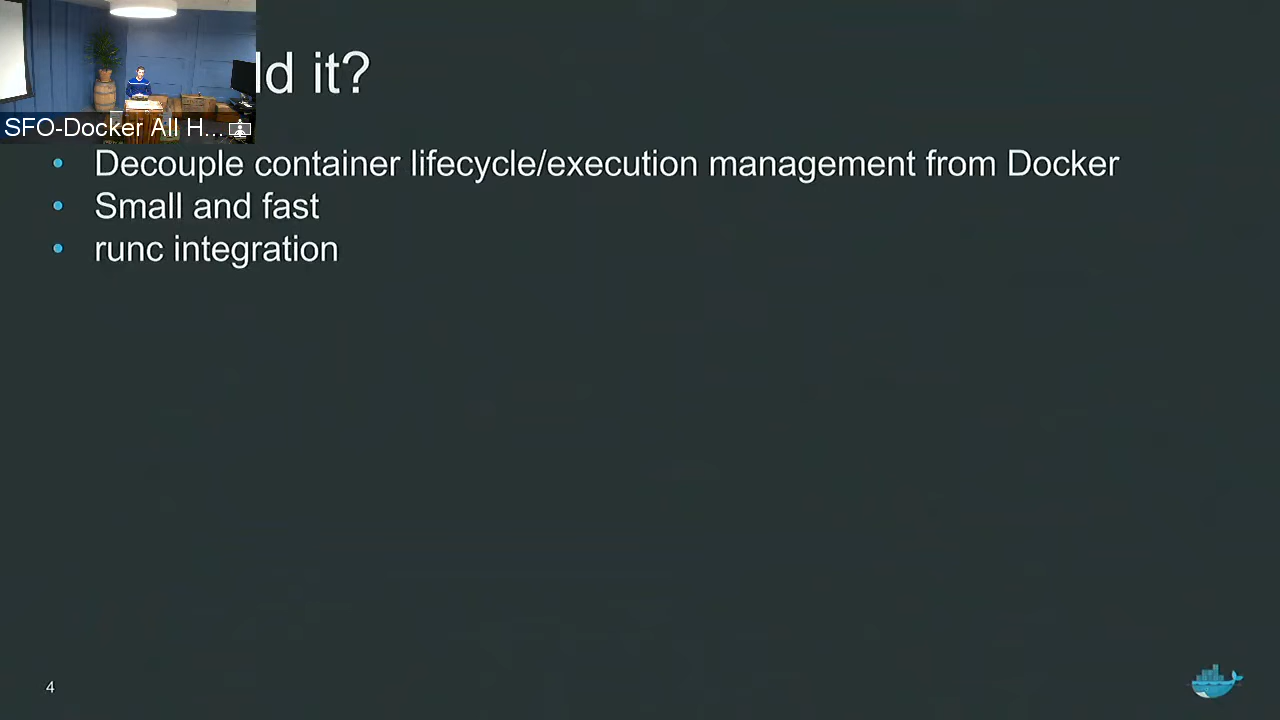 ld it?
SFO-Docker All H...
• Decouple container lifecycle/execution management from Docker
• Small and fast
• runc integration
4